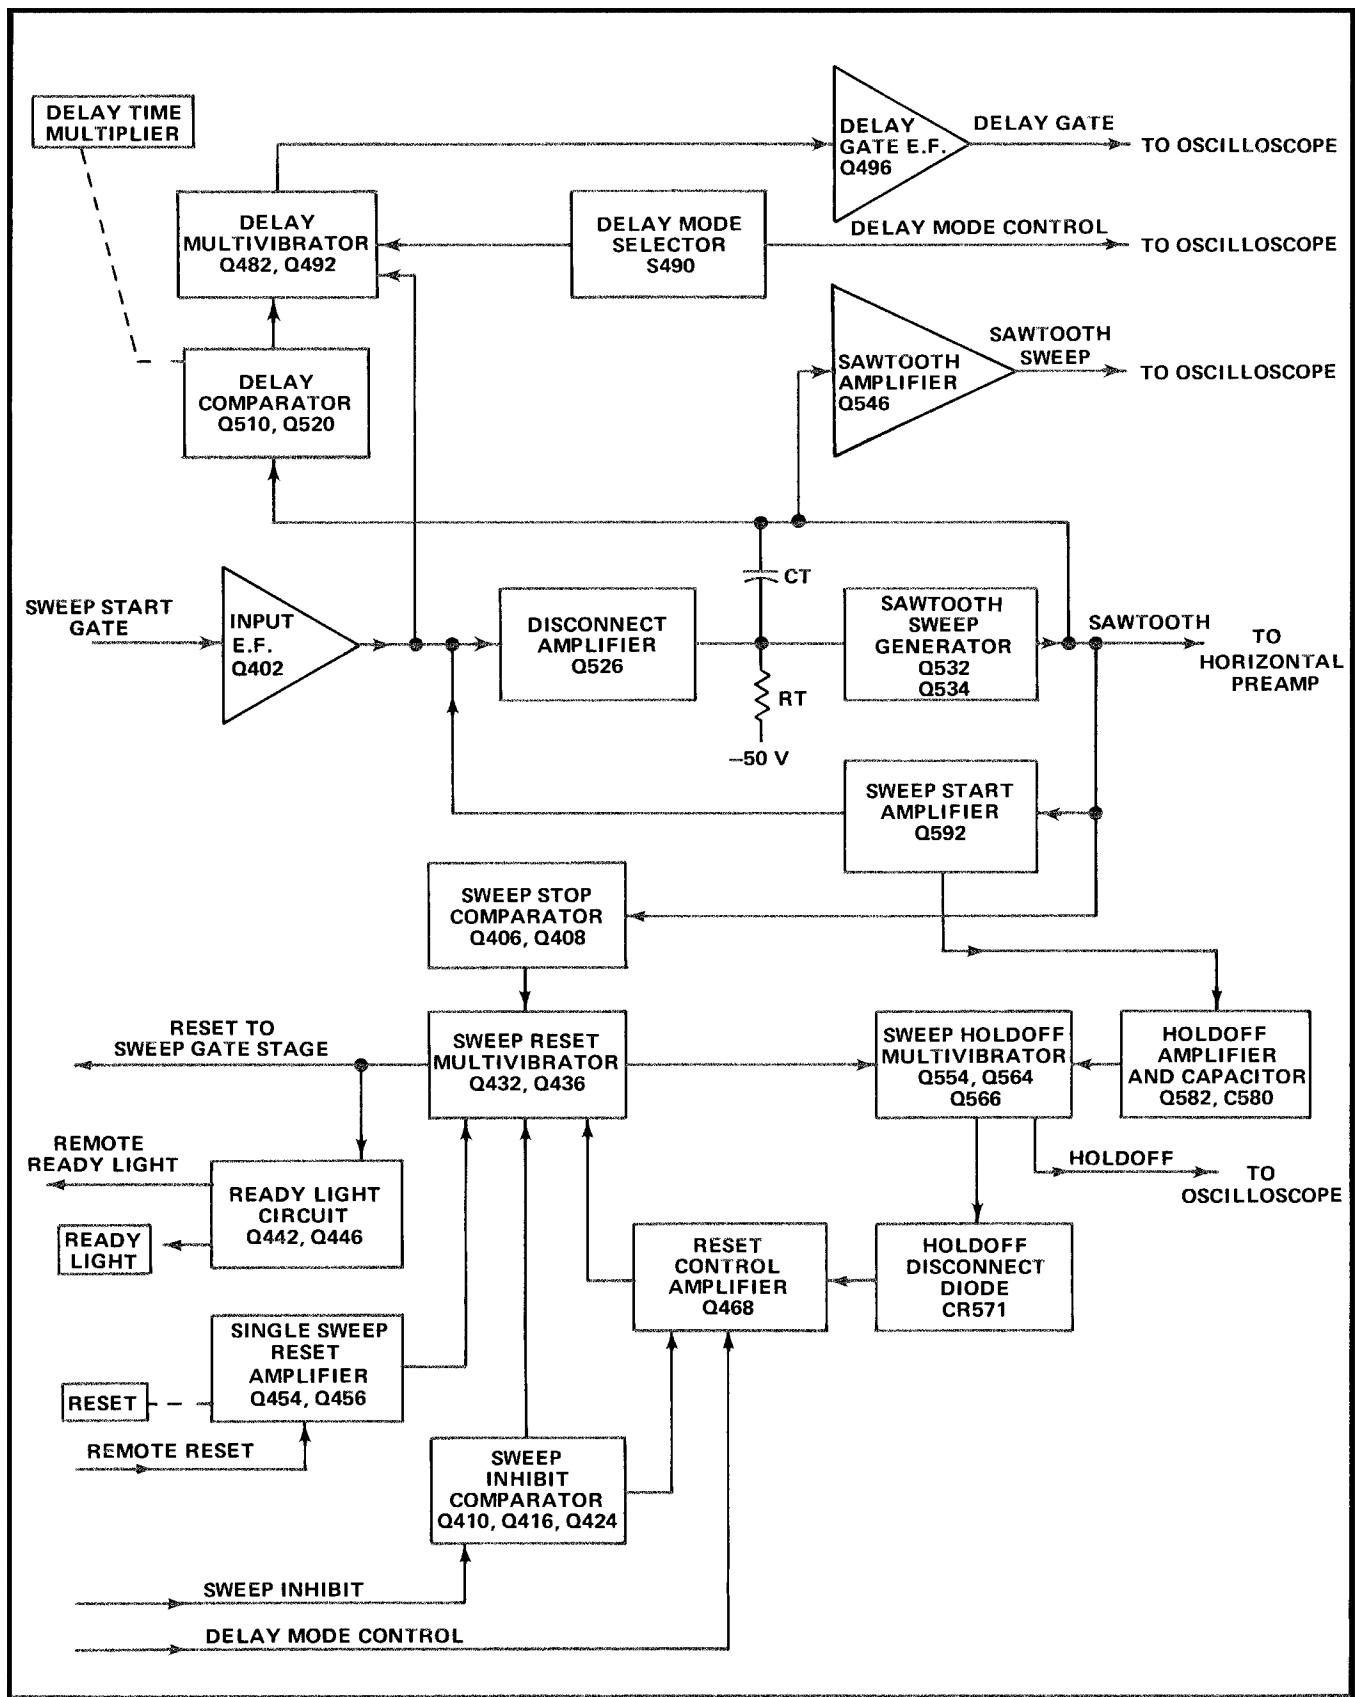 DELAY TIME
MULTIPLIER
DELAY
GATE E.F.
Q496
DELAY GATE
TO OSCILLOSCOPE
DELAY
MULTIVIBRATOR
Q482, Q492
DELAY MODE
SELECTOR
S490
DELAY MODE CONTROL
TO OSCILLOSCOPE
DELAY
COMPARATOR
Q510, Q520
SAWTOOTH
AMPLIFIER
Q546
SAWTOOTH
SWEEP
TO OSCILLOSCOPE
SWEEP START
GATE
INPUT
E.F.
Q402
DISCONNECT
AMPLIFIER
Q526
CT
RT
–50 V
SAWTOOTH
SWEEP
GENERATOR
Q532
Q534
SAWTOOTH
TO
HORIZONTAL
PREAMP
SWEEP START
AMPLIFIER
Q592
SWEEP STOP
COMPARATOR
Q406, Q408
RESET TO
SWEEP GATE STAGE
SWEEP RESET
MULTIVIBRATOR
Q432, Q436
SWEEP HOLDOFF
MULTIVIBRATOR
Q554, Q564
Q566
HOLDOFF
AMPLIFIER
AND CAPACITOR
Q582, C580
REMOTE
READY LIGHT
READY LIGHT
CIRCUIT
Q442, Q446
READY
LIGHT
HOLDOFF
TO
OSCILLOSCOPE
RESET
CONTROL
AMPLIFIER
Q468
HOLDOFF
DISCONNECT
DIODE
CR571
SINGLE SWEEP
RESET
AMPLIFIER
Q454, Q456
RESET
REMOTE RESET
SWEEP
INHIBIT
COMPARATOR
Q410, Q416, Q424
SWEEP INHIBIT
DELAY MODE CONTROL